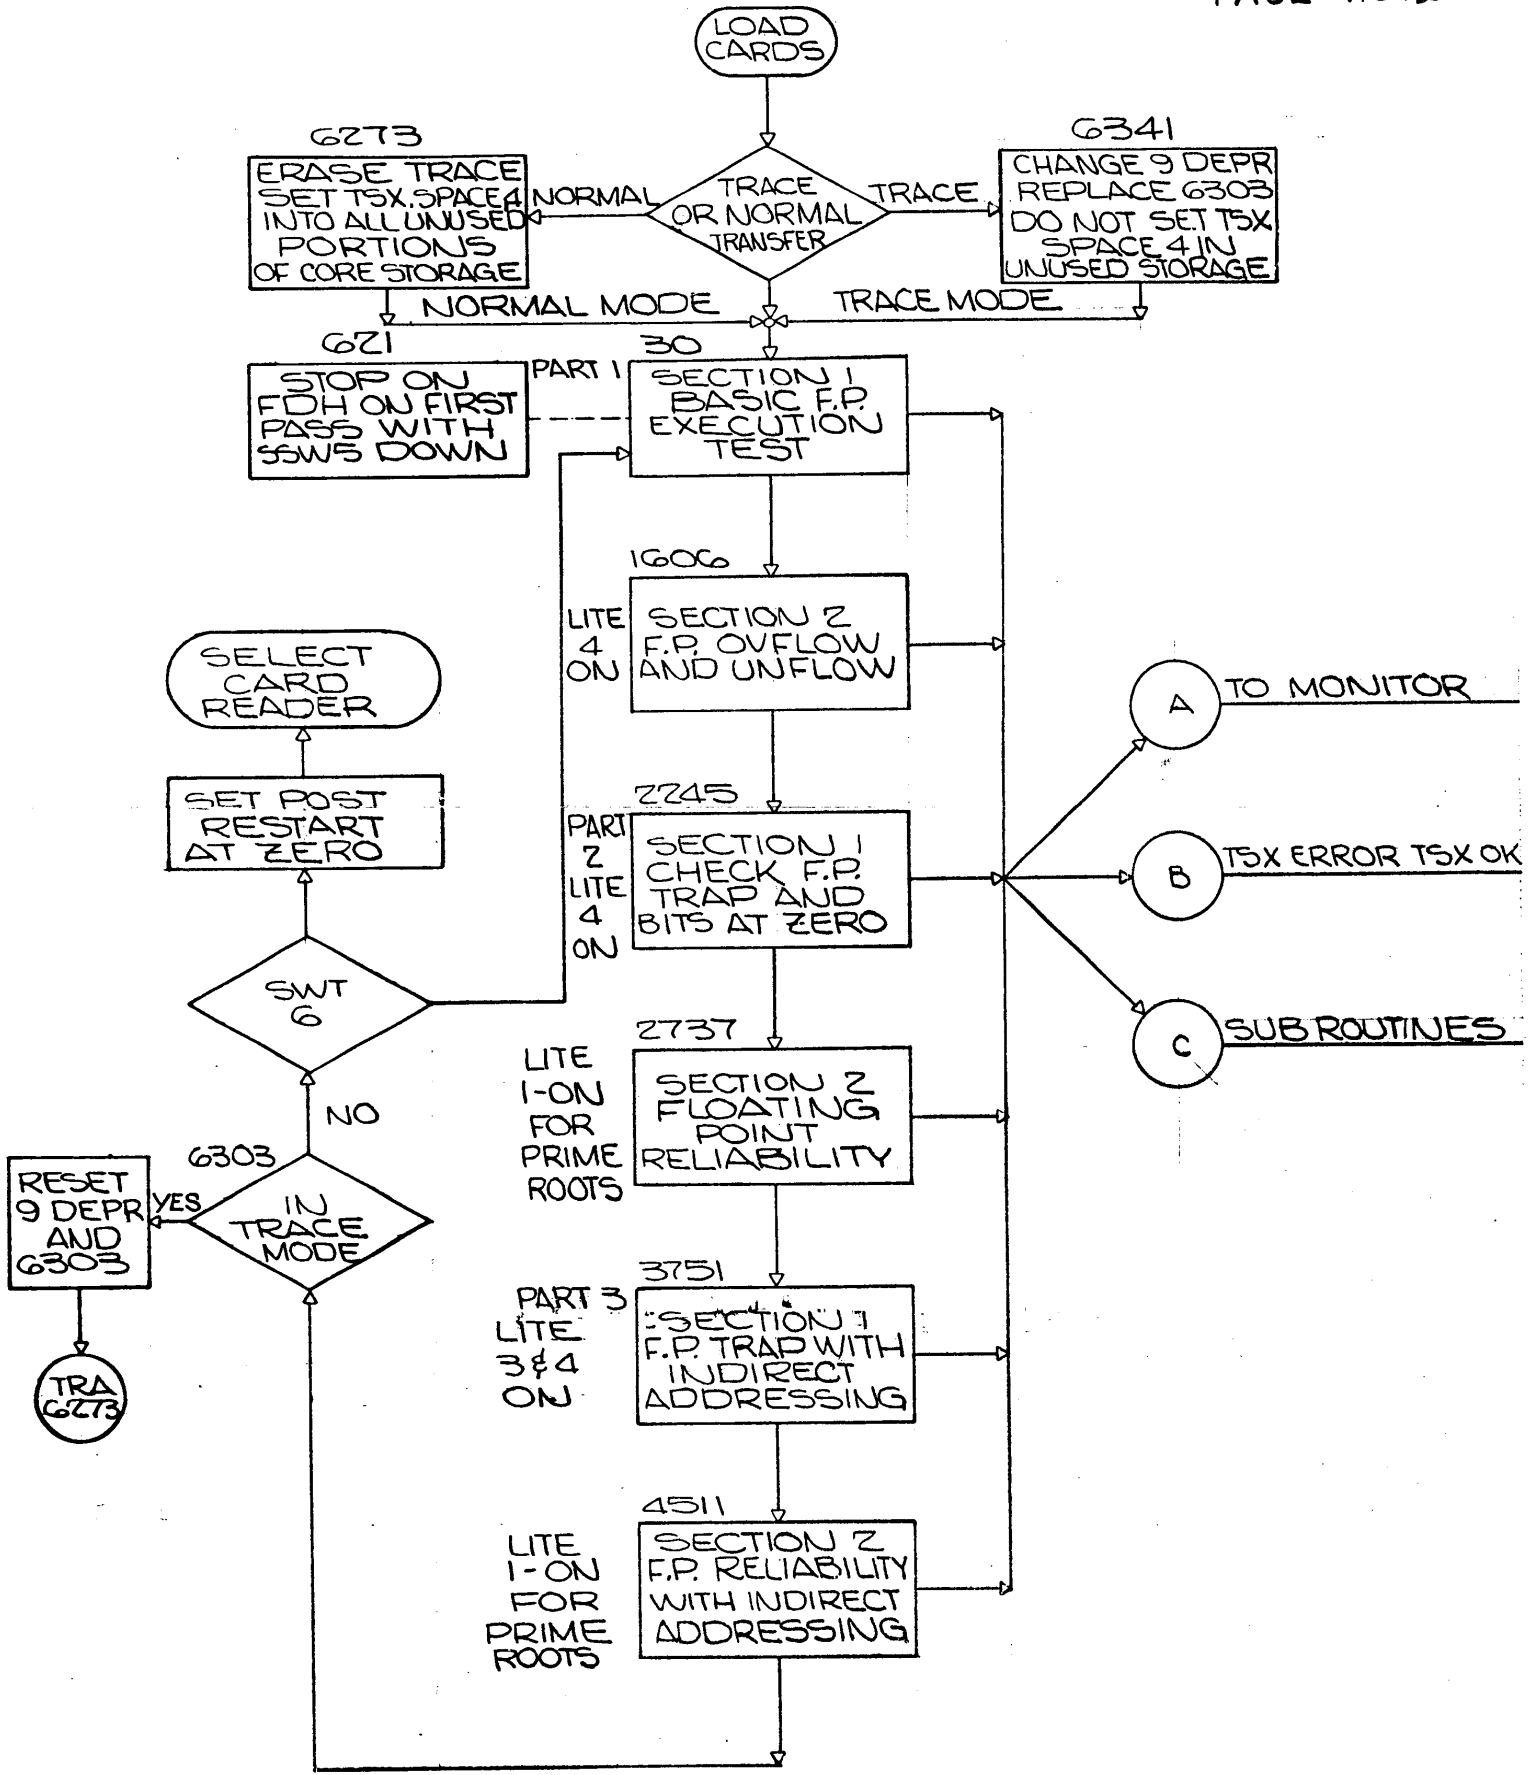 LOAD
CARDS
6273
ERASE TRACE
SET TSX.SPACE 4
INTO ALL UNUSED
PORTIONS
OF CORE STORAGE
NORMAL
TRACE
OR NORMAL
TRANSFER
TRACE
6341
CHANGE 9 DEPR
REPLACE 6303
DO NOT SET TSX
SPACE 4 IN
UNUSED STORAGE
NORMAL MODE
TRACE MODE
621
STOP ON
FDH ON FIRST
PASS WITH
SSW5 DOWN
PART 1
30
SECTION 1
BASIC F.P.
EXECUTION
TEST
1606
LITE
4
ON
SECTION 2
F.P. OVFLOW
AND UNFLOW
SELECT
CARD
READER
SET POST
RESTART
AT ZERO
2245
PART
2
LITE
4
ON
SECTION 1
CHECK F.P.
TRAP AND
BITS AT ZERO
A
TO MONITOR
B
TSX ERROR TSX OK
C
SUBROUTINES
SWT
6
NO
2737
LITE
1-ON
FOR
PRIME
ROOTS
SECTION 2
FLOATING
POINT
RELIABILITY
6303
IN
TRACE
MODE
YES
RESET
9 DEPR
AND
6303
TRA
6273
3751
PART 3
LITE
3 & 4
ON
SECTION 1
F.P. TRAP WITH
INDIRECT
ADDRESSING
4511
LITE
1-ON
FOR
PRIME
ROOTS
SECTION 2
F.P. RELIABILITY
WITH INDIRECT
ADDRESSING